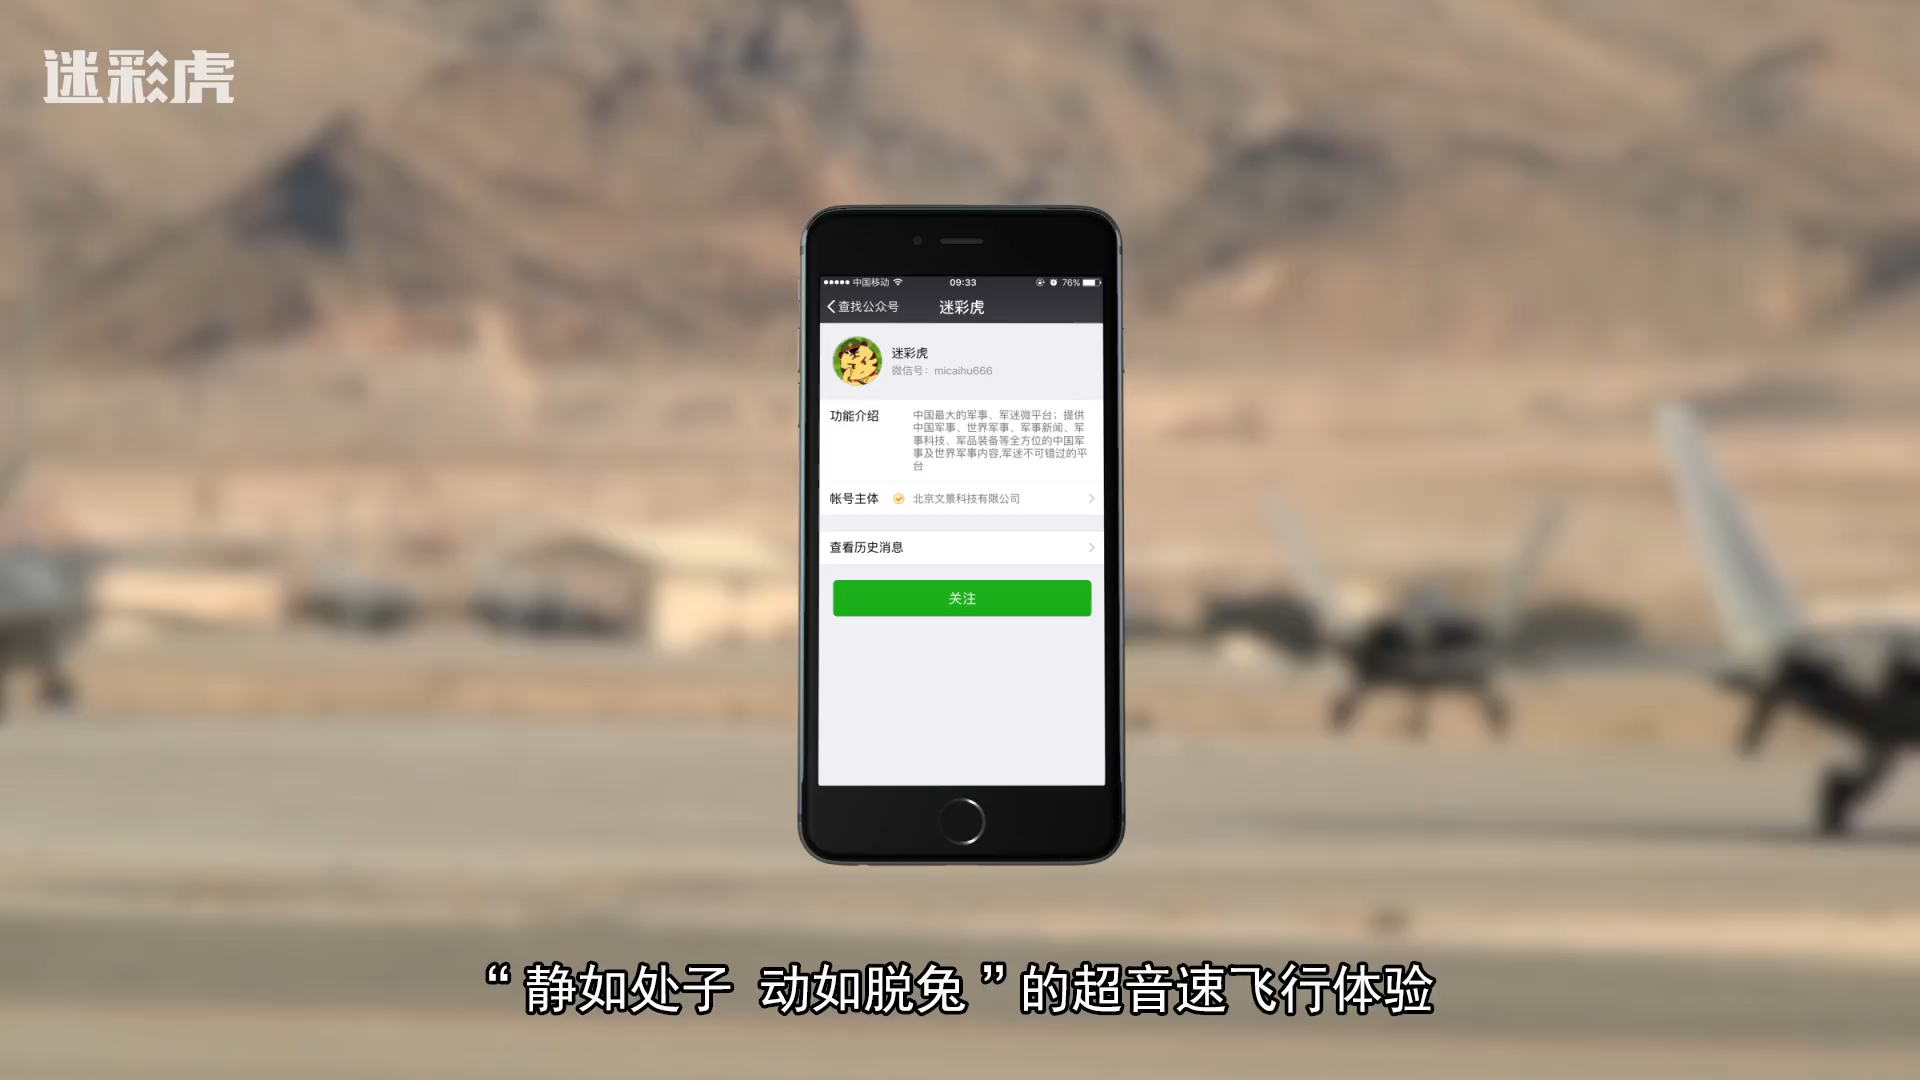 迷彩虎
中国移动 09:33 76%
查找公众号 迷彩虎
迷彩虎
微信号：micaihu666
功能介绍
中国最大的军事、军迷微平台；提供
中国军事、世界军事、军事新闻、军
事科技、军品装备等全方位的中国军
事及世界军事内容,军迷不可错过的平
台
帐号主体 北京文景科技有限公司
查看历史消息
关注
“静如处子 动如脱兔”的超音速飞行体验